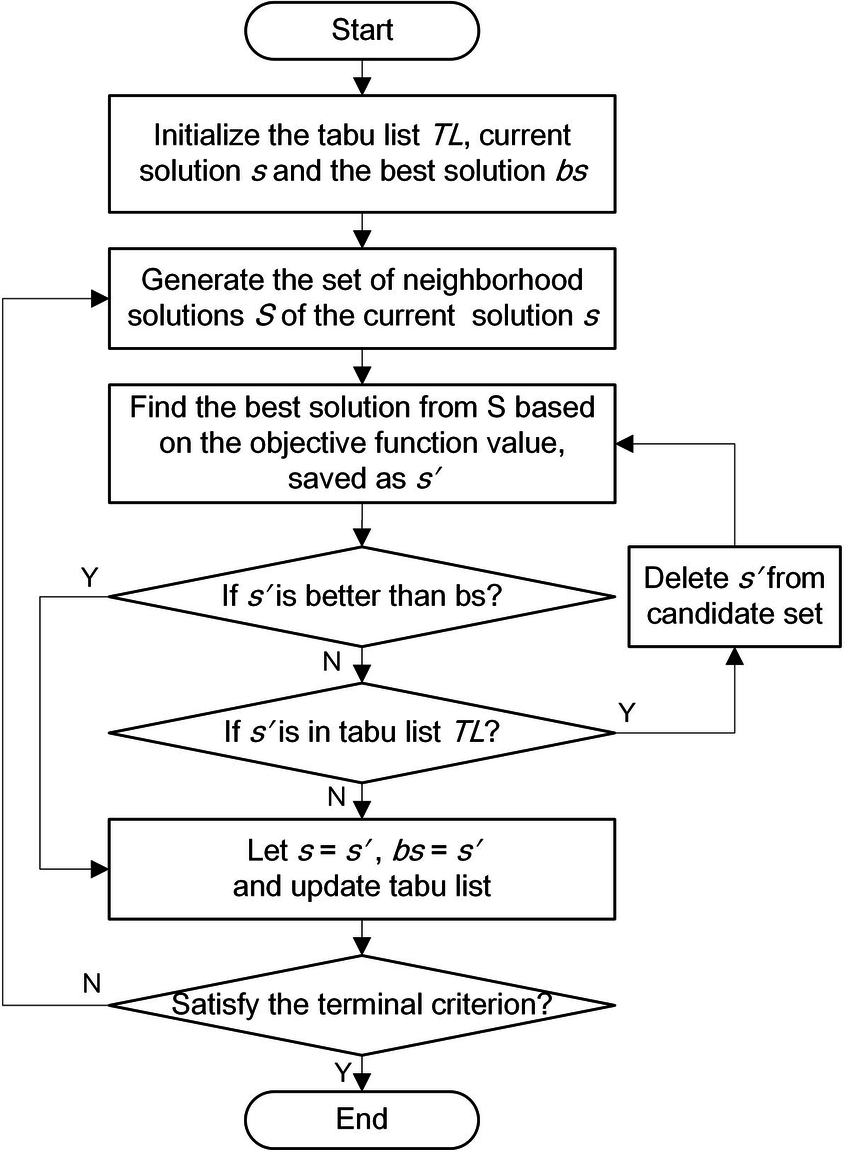 Start
Initialize the tabu list TL, current
solution s and the best solution bs
Generate the set of neighborhood
solutions S of the current solution s
Find the best solution from S based
on the objective function value,
saved as s′
Y
If s′ is better than bs?
Delete s′ from
candidate set
N
If s′ is in tabu list TL?
Y
N
Let s = s′, bs = s′
and update tabu list
N
Satisfy the terminal criterion?
Y
End